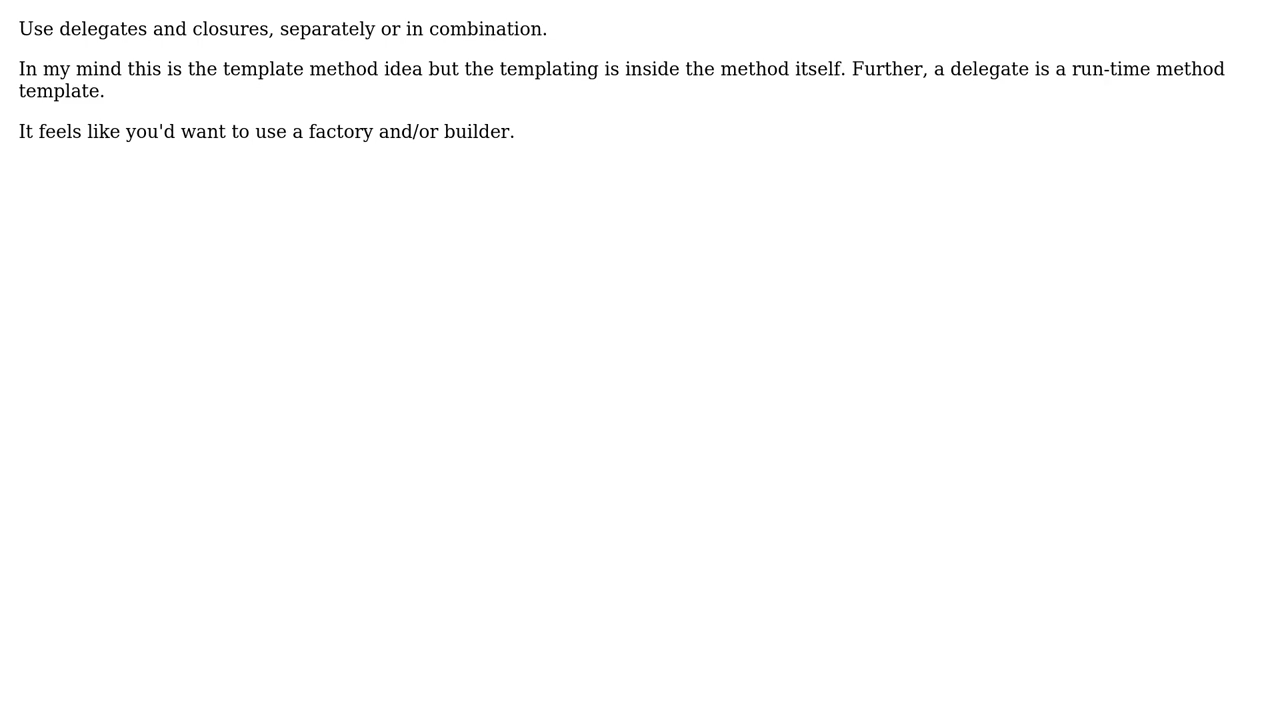 Use delegates and closures, separately or in combination.
In my mind this is the template method idea but the templating is inside the method itself. Further, a delegate is a run-time method
template.
It feels like you'd want to use a factory and/or builder.